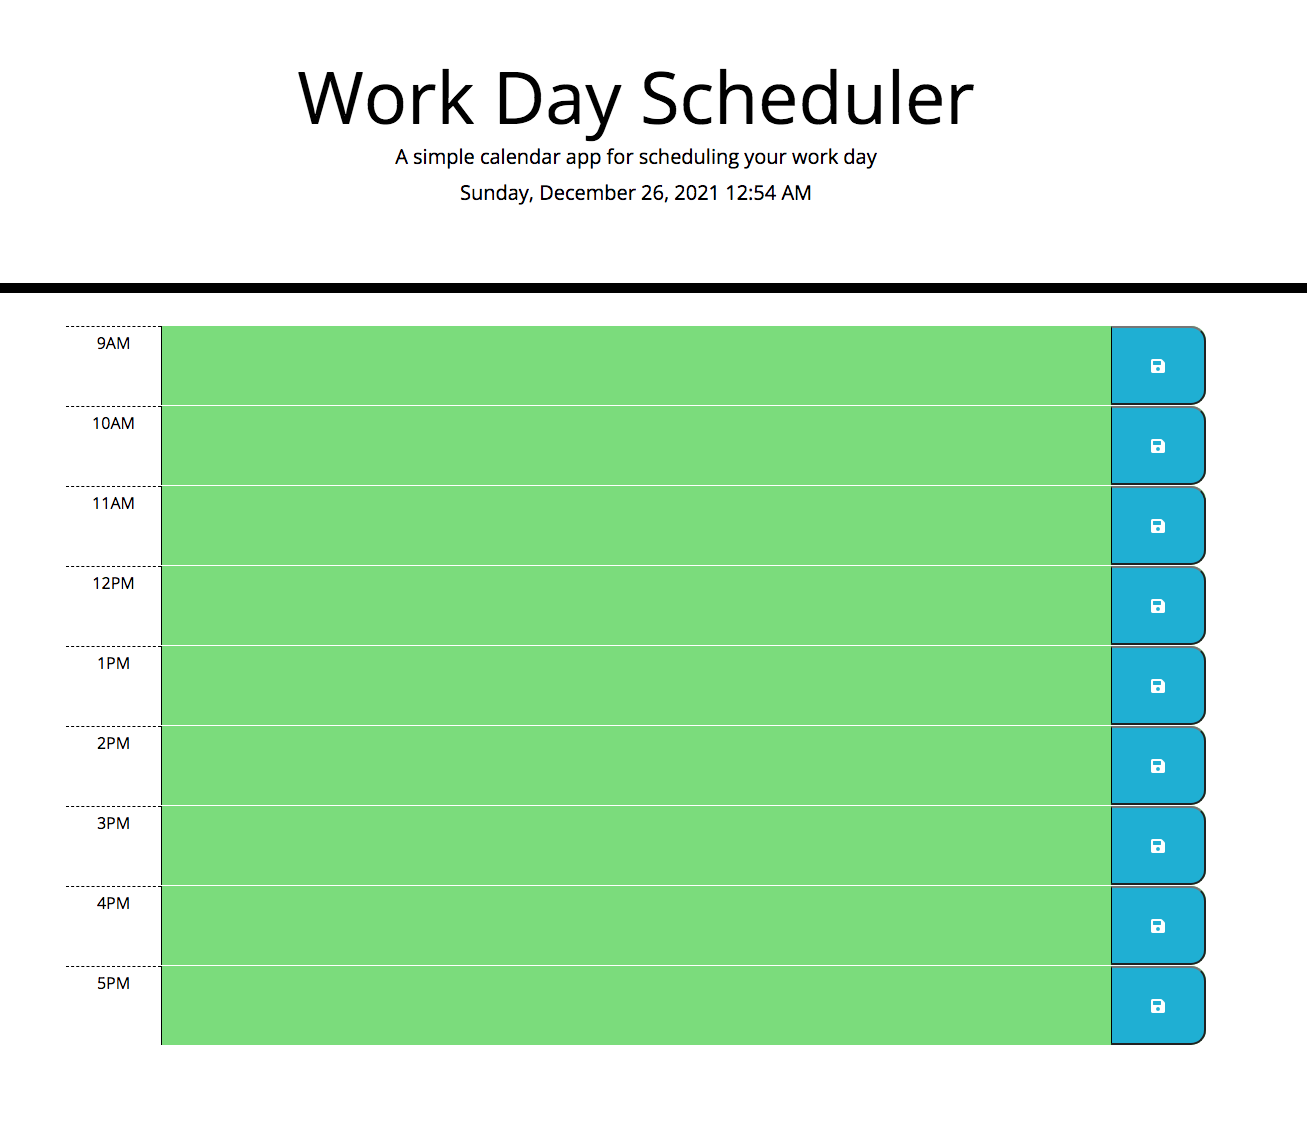 Work Day Scheduler
A simple calendar app for scheduling your work day
Sunday, December 26, 2021 12:54 AM
9AM
10AM
11AM
12PM
1PM
2PM
3PM
4PM
5PM